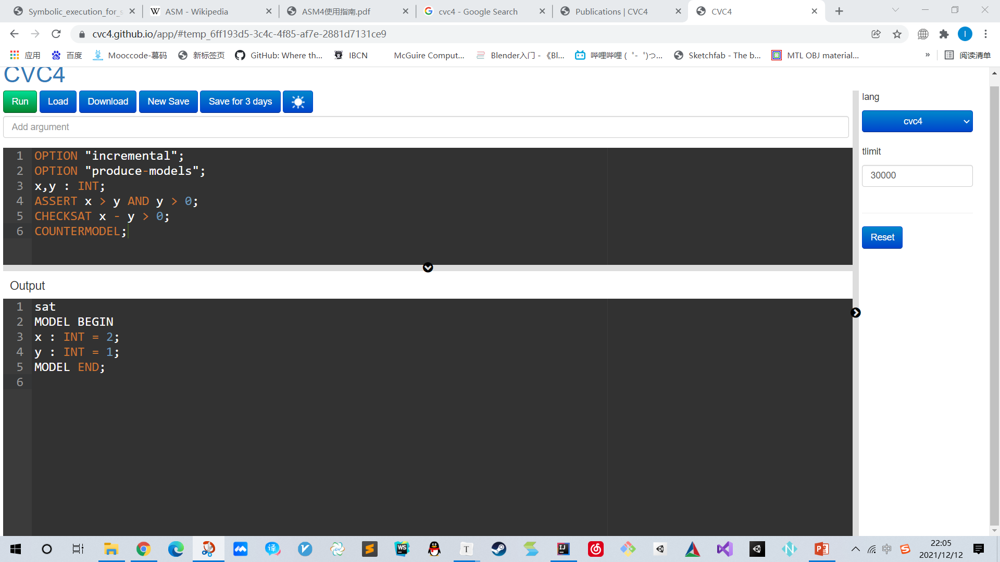 Symbolic_execution_for_s
ASM - Wikipedia
ASM4使用指南.pdf
cvc4 - Google Search
Publications | CVC4
CVC4
cvc4.github.io/app/#temp_6ff193d5-3c4c-4f85-af7e-2881d7131ce9
应用
百度
Mooccode-慕码
新标签页
GitHub: Where th...
IBCN
McGuire Comput...
Blender入门 - 《Bl...
哔哩哔哩 (゜-゜)つ...
Sketchfab - The b...
MTL OBJ material...
»
阅读清单
CVC4
Run
Load
Download
New Save
Save for 3 days
Add argument
lang
cvc4
tlimit
30000
Reset
1 OPTION "incremental";
2 OPTION "produce-models";
3 x,y : INT;
4 ASSERT x > y AND y > 0;
5 CHECKSAT x - y > 0;
6 COUNTERMODEL;
Output
1 sat
2 MODEL BEGIN
3 x : INT = 2;
4 y : INT = 1;
5 MODEL END;
6
中
22:05
2021/12/12